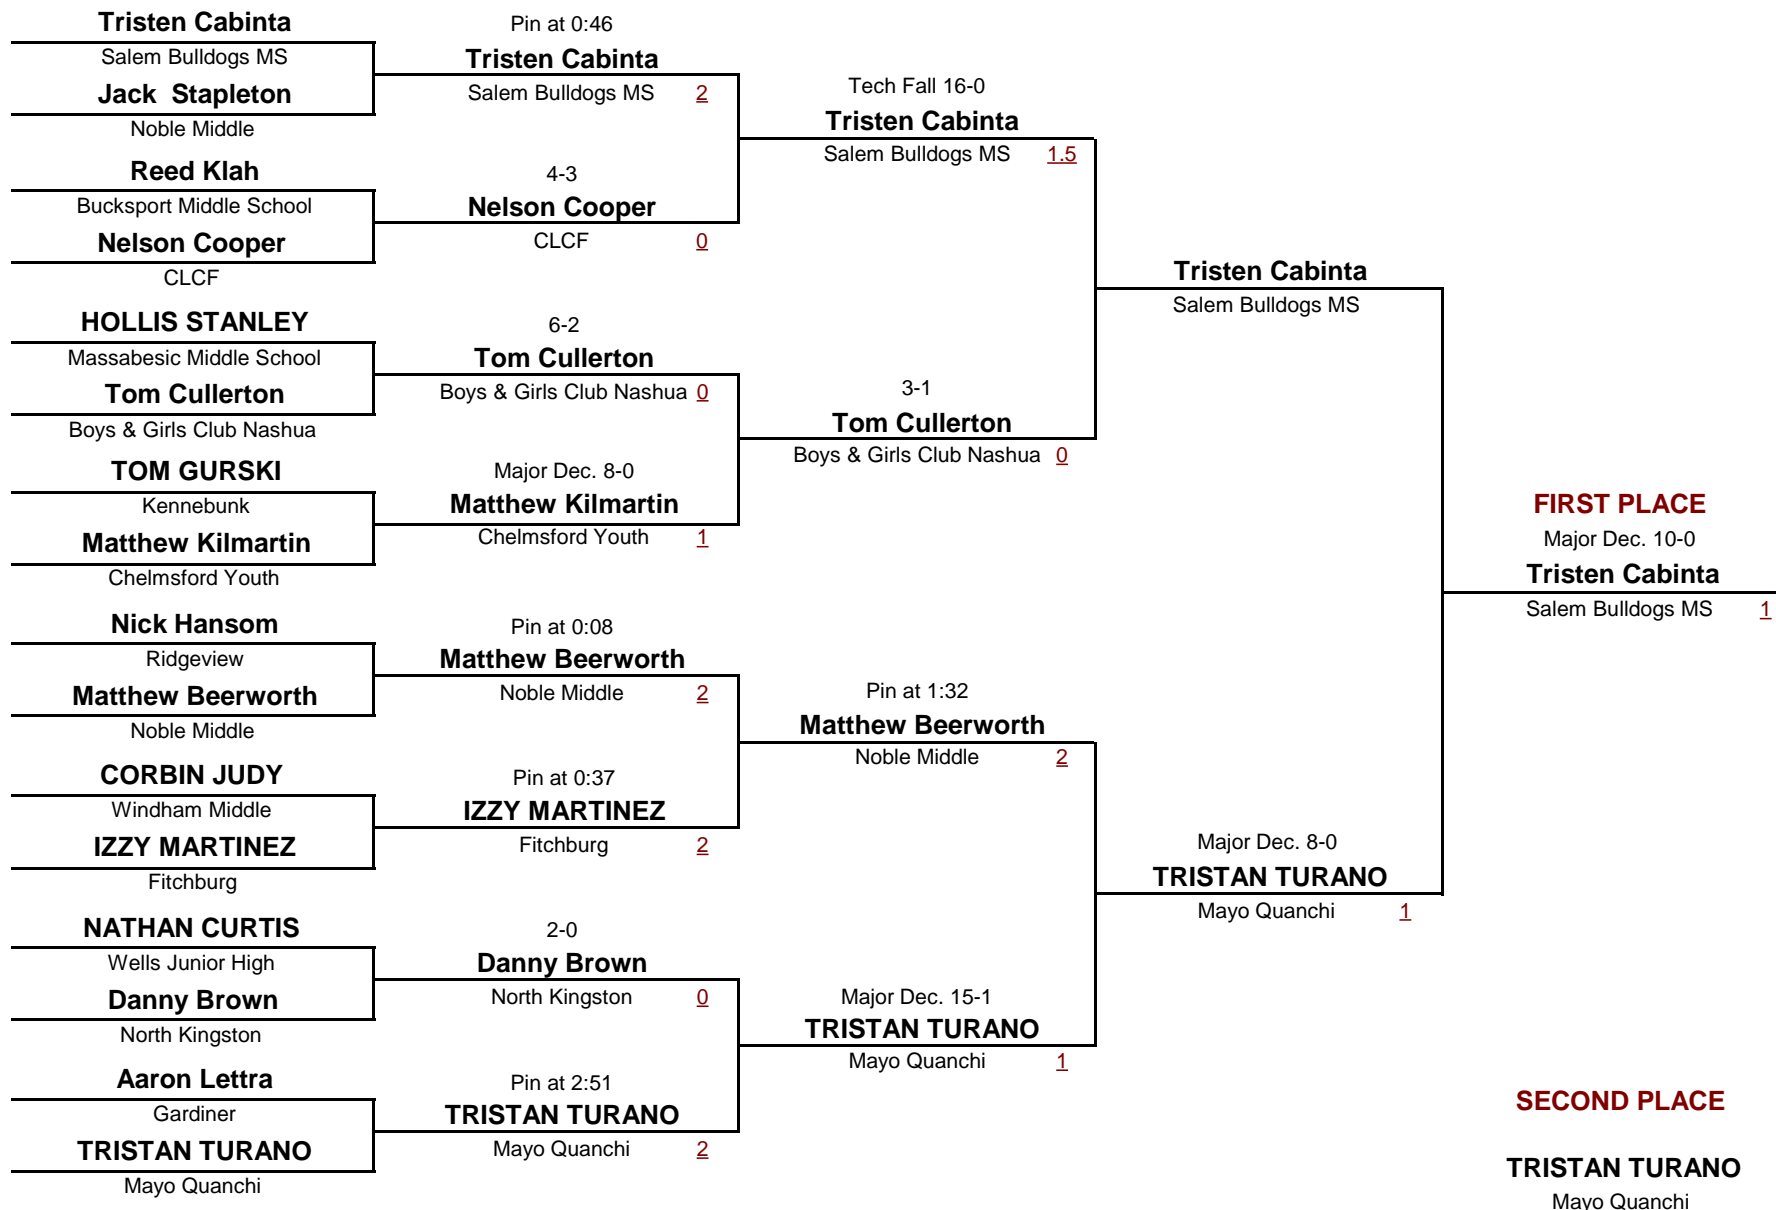 Tristen Cabinta
Salem Bulldogs MS
Jack  Stapleton
Noble Middle
Reed Klah
Bucksport Middle School
Nelson Cooper
CLCF
HOLLIS STANLEY
Massabesic Middle School
Tom Cullerton
Boys & Girls Club Nashua
TOM GURSKI
Kennebunk
Matthew Kilmartin
Chelmsford Youth
Nick Hansom
Ridgeview
Matthew Beerworth
Noble Middle
CORBIN JUDY
Windham Middle
IZZY MARTINEZ
Fitchburg
NATHAN CURTIS
Wells Junior High
Danny Brown
North Kingston
Aaron Lettra
Gardiner
TRISTAN TURANO
Mayo Quanchi
Pin at 0:46
Tristen Cabinta
Salem Bulldogs MS 2
4-3
Nelson Cooper
CLCF 0
6-2
Tom Cullerton
Boys & Girls Club Nashua 0
Major Dec. 8-0
Matthew Kilmartin
Chelmsford Youth 1
Pin at 0:08
Matthew Beerworth
Noble Middle 2
Pin at 0:37
IZZY MARTINEZ
Fitchburg 2
2-0
Danny Brown
North Kingston 0
Pin at 2:51
TRISTAN TURANO
Mayo Quanchi 2
Tech Fall 16-0
Tristen Cabinta
Salem Bulldogs MS 1.5
3-1
Tom Cullerton
Boys & Girls Club Nashua 0
Pin at 1:32
Matthew Beerworth
Noble Middle 2
Major Dec. 15-1
TRISTAN TURANO
Mayo Quanchi 1
Tristen Cabinta
Salem Bulldogs MS
Major Dec. 8-0
TRISTAN TURANO
Mayo Quanchi 1
FIRST PLACE
Major Dec. 10-0
Tristen Cabinta
Salem Bulldogs MS 1
SECOND PLACE
TRISTAN TURANO
Mayo Quanchi